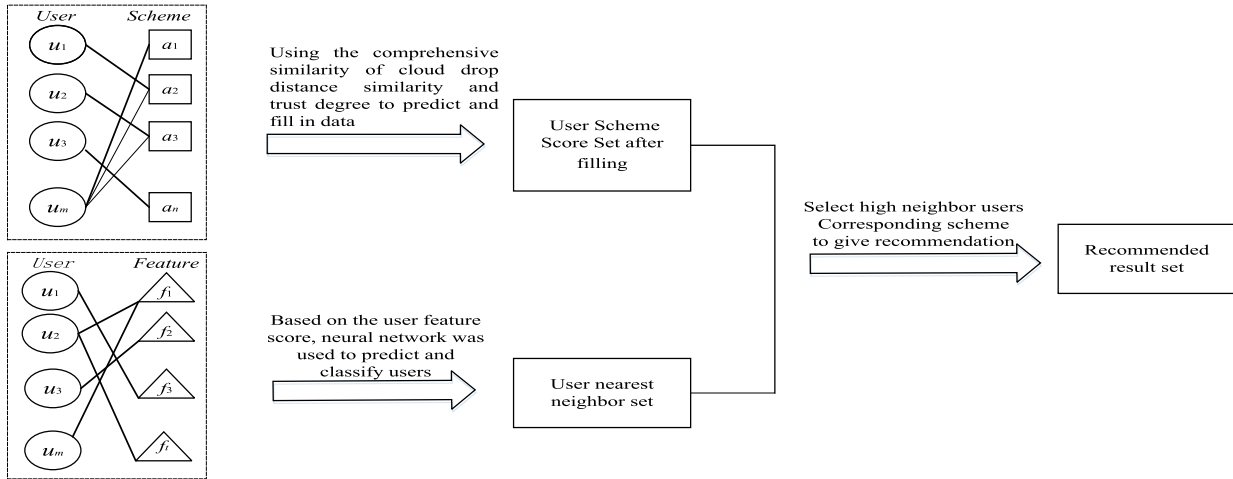 User Scheme
u1 a1
u2 a2
u3 a3
um an
Using the comprehensive
similarity of cloud drop
distance similarity and
trust degree to predict and
fill in data
User Scheme
Score Set after
filling
User Feature
u1 f1
u2 f2
u3 f3
um ft
Based on the user feature
score, neural network was
used to predict and
classify users
User nearest
neighbor set
Select high neighbor users
Corresponding scheme
to give recommendation
Recommended
result set